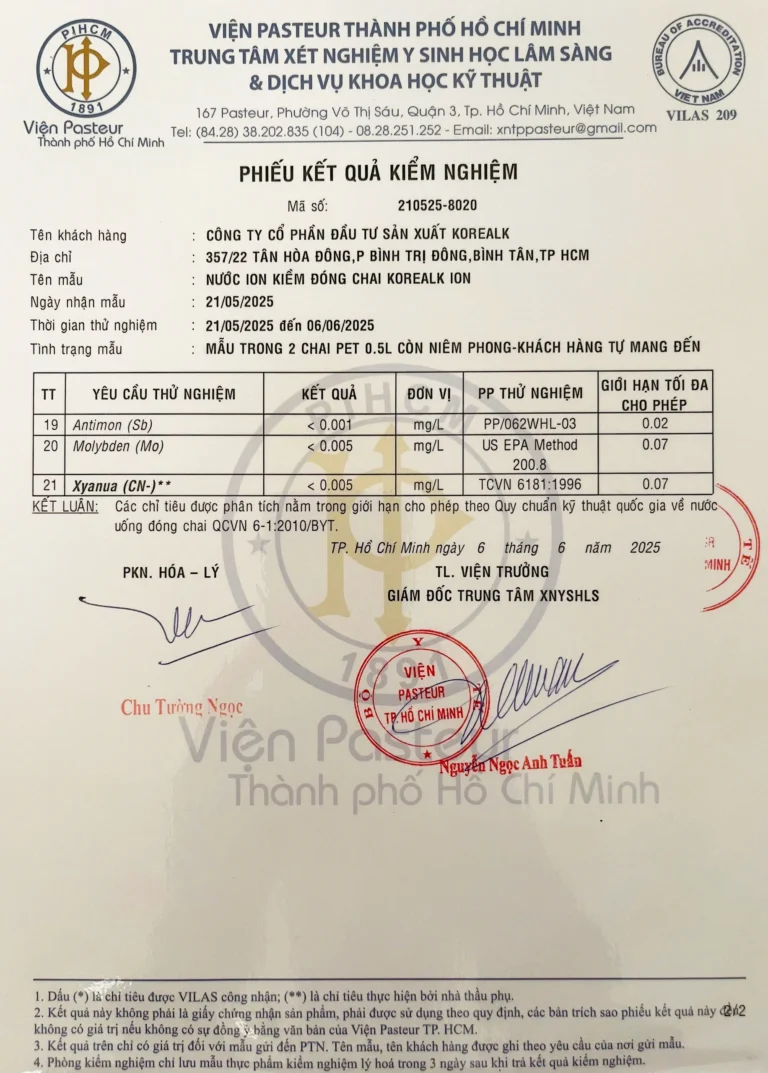 PIHCM
1891
Viện Pasteur
Thành phố Hồ Chí Minh
VIỆN PASTEUR THÀNH PHỐ HỒ CHÍ MINH
TRUNG TÂM XÉT NGHIỆM Y SINH HỌC LÂM SÀNG
& DỊCH VỤ KHOA HỌC KỸ THUẬT
167 Pasteur, Phường Võ Thị Sáu, Quận 3, Tp. Hồ Chí Minh, Việt Nam
Tel: (84.28) 38.202.835 (104) - 08.28.251.252 - Email: xntppasteur@gmail.com
BUREAU OF ACCREDITATION
VIET NAM
VILAS 209
PHIẾU KẾT QUẢ KIỂM NGHIỆM
Mã số: 210525-8020
Tên khách hàng : CÔNG TY CỔ PHẦN ĐẦU TƯ SẢN XUẤT KOREALK
Địa chỉ : 357/22 TÂN HÒA ĐÔNG,P BÌNH TRỊ ĐÔNG,BÌNH TÂN,TP HCM
Tên mẫu : NƯỚC ION KIỀM ĐÓNG CHAI KOREALK ION
Ngày nhận mẫu : 21/05/2025
Thời gian thử nghiệm : 21/05/2025 đến 06/06/2025
Tình trạng mẫu : MẪU TRONG 2 CHAI PET 0.5L CÒN NIÊM PHONG-KHÁCH HÀNG TỰ MANG ĐẾN
TT YÊU CẦU THỬ NGHIỆM KẾT QUẢ ĐƠN VỊ PP THỬ NGHIỆM GIỚI HẠN TỐI ĐA CHO PHÉP
19 Antimon (Sb) < 0.001 mg/L PP/062WHL-03 0.02
20 Molybden (Mo) < 0.005 mg/L US EPA Method 200.8 0.07
21 Xyanua (CN-)** < 0.005 mg/L TCVN 6181:1996 0.07
KẾT LUẬN: Các chỉ tiêu được phân tích nằm trong giới hạn cho phép theo Quy chuẩn kỹ thuật quốc gia về nước
uống đóng chai QCVN 6-1:2010/BYT.
TP. Hồ Chí Minh ngày 6 tháng 6 năm 2025
PKN. HÓA – LÝ
TL. VIỆN TRƯỞNG
GIÁM ĐỐC TRUNG TÂM XNYSHLS
MINH
TẾ
BỘ Y TẾ
VIỆN
PASTEUR
TP.HỒ CHÍ MINH
Chu Tường Ngọc
Nguyễn Ngọc Anh Tuấn
PIHCM
1891
Viện Pasteur
Thành phố Hồ Chí Minh
1. Dấu (*) là chỉ tiêu được VILAS công nhận; (**) là chỉ tiêu thực hiện bởi nhà thầu phụ.
2. Kết quả này không phải là giấy chứng nhận sản phẩm, phải được sử dụng theo quy định, các bản trích sao phiếu kết quả này đều
2/2
không có giá trị nếu không có sự đồng ý bằng văn bản của Viện Pasteur TP. HCM.
3. Kết quả trên chỉ có giá trị đối với mẫu gửi đến PTN. Tên mẫu, tên khách hàng được ghi theo yêu cầu của nơi gửi mẫu.
4. Phòng kiểm nghiệm chỉ lưu mẫu thực phẩm kiểm nghiệm lý hoá trong 3 ngày sau khi trả kết quả kiểm nghiệm.